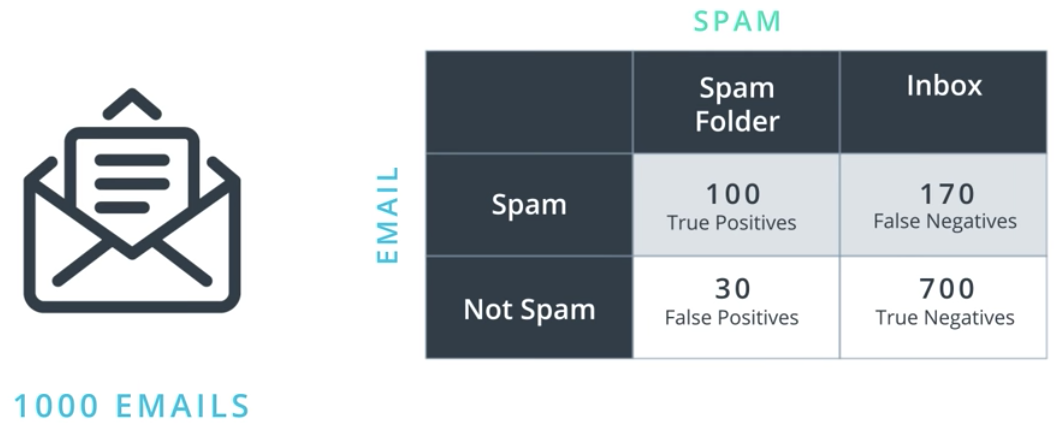 SPAM
Spam
Folder
Inbox
EMAIL
Spam
100
True Positives
170
False Negatives
Not Spam
30
False Positives
700
True Negatives
1000 EMAILS